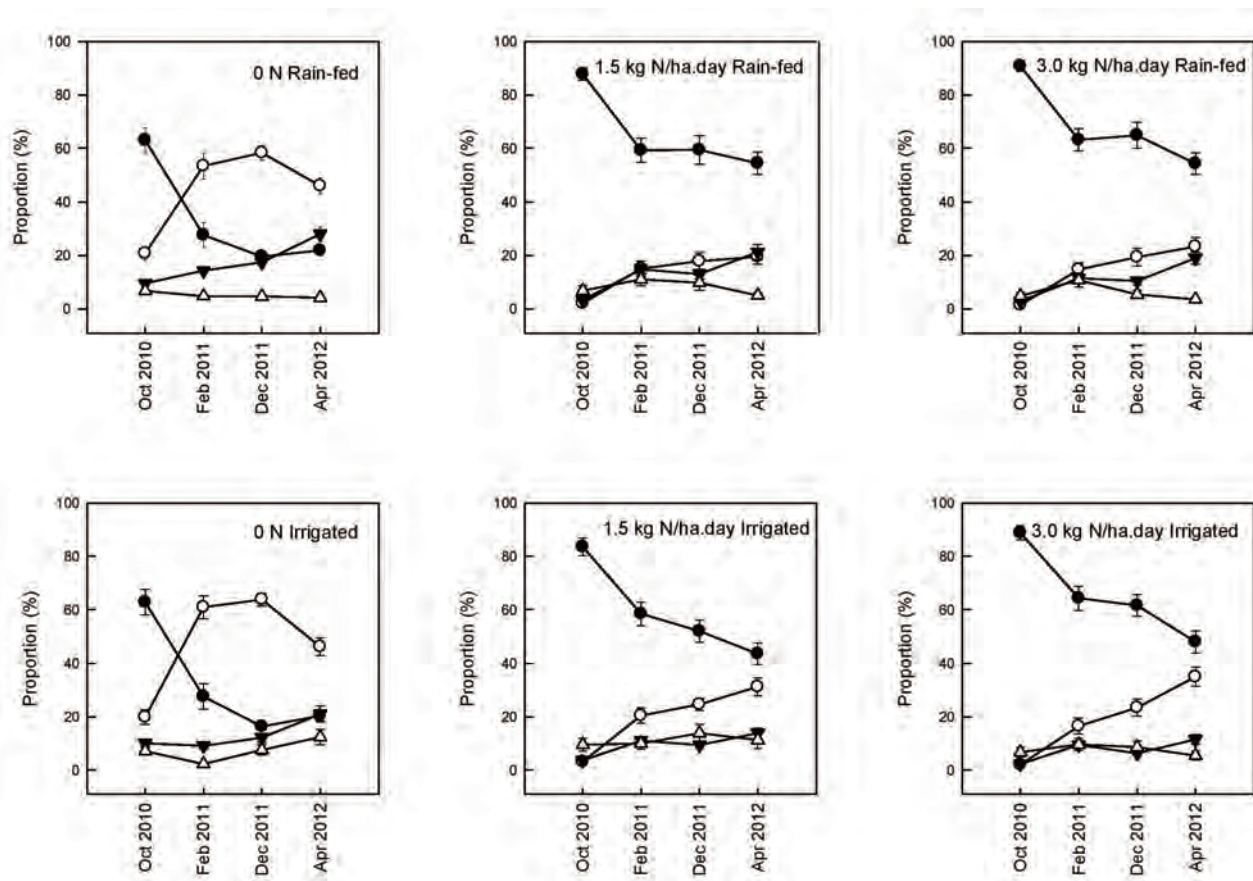 100
80
60
40
20
0
Proportion (%)
0 N Rain-fed
Oct 2010
Feb 2011
Dec 2011
Apr 2012
100
80
60
40
20
0
Proportion (%)
1.5 kg N/ha.day Rain-fed
Oct 2010
Feb 2011
Dec 2011
Apr 2012
100
80
60
40
20
0
Proportion (%)
3.0 kg N/ha.day Rain-fed
Oct 2010
Feb 2011
Dec 2011
Apr 2012
100
80
60
40
20
0
Proportion (%)
0 N Irrigated
Oct 2010
Feb 2011
Dec 2011
Apr 2012
100
80
60
40
20
0
Proportion (%)
1.5 kg N/ha.day Irrigated
Oct 2010
Feb 2011
Dec 2011
Apr 2012
100
80
60
40
20
0
Proportion (%)
3.0 kg N/ha.day Irrigated
Oct 2010
Feb 2011
Dec 2011
Apr 2012